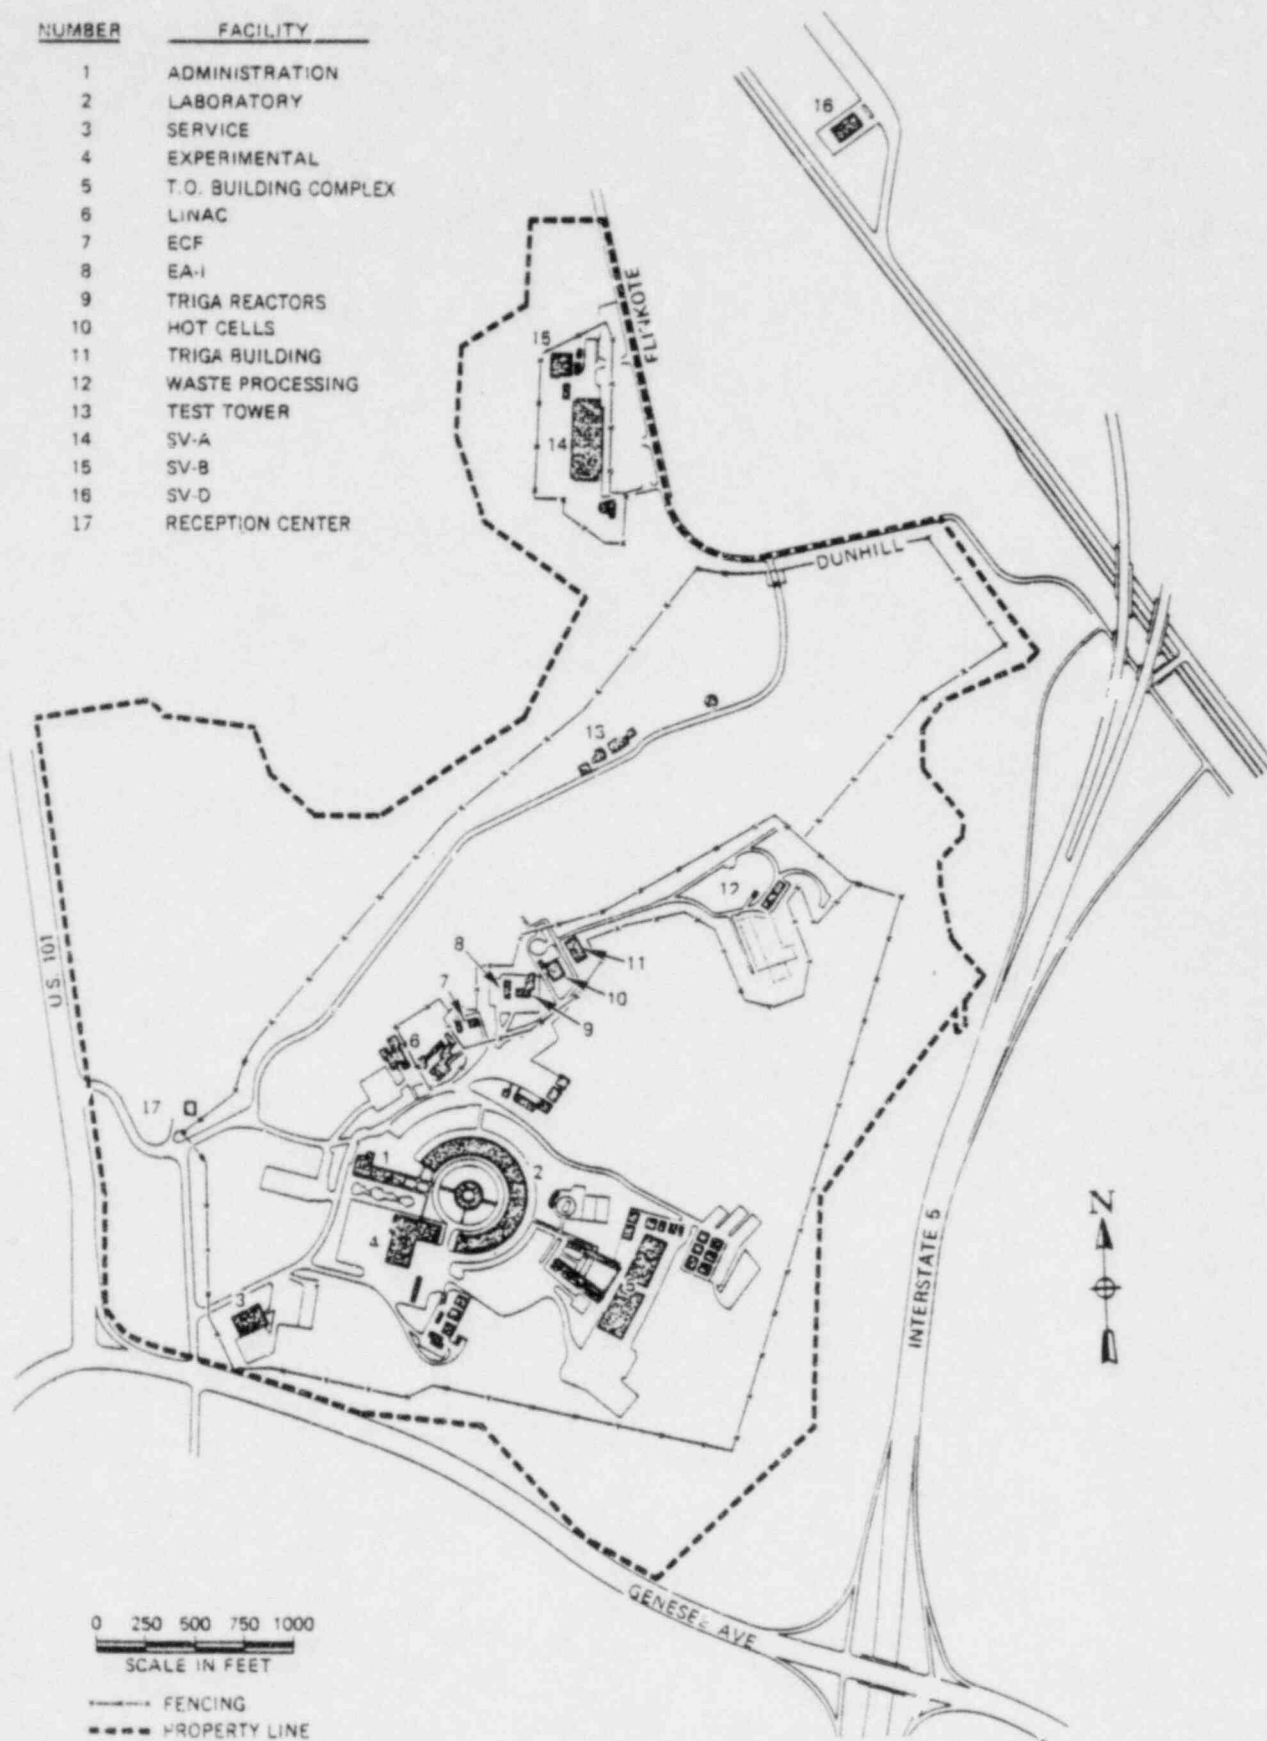 NUMBER FACILITY
1 ADMINISTRATION
2 LABORATORY
3 SERVICE
4 EXPERIMENTAL
5 T.O. BUILDING COMPLEX
6 LINAC
7 ECF
8 EA-I
9 TRIGA REACTORS
10 HOT CELLS
11 TRIGA BUILDING
12 WASTE PROCESSING
13 TEST TOWER
14 SV-A
15 SV-B
16 SV-D
17 RECEPTION CENTER
16
FLINKOTE
15
14
DUNHILL
13
12
U.S. 101
8
11
7
10
9
6
17
1
2
4
N
3
INTERSTATE 5
GENESEE AVE
0 250 500 750 1000
SCALE IN FEET
FENCING
PROPERTY LINE